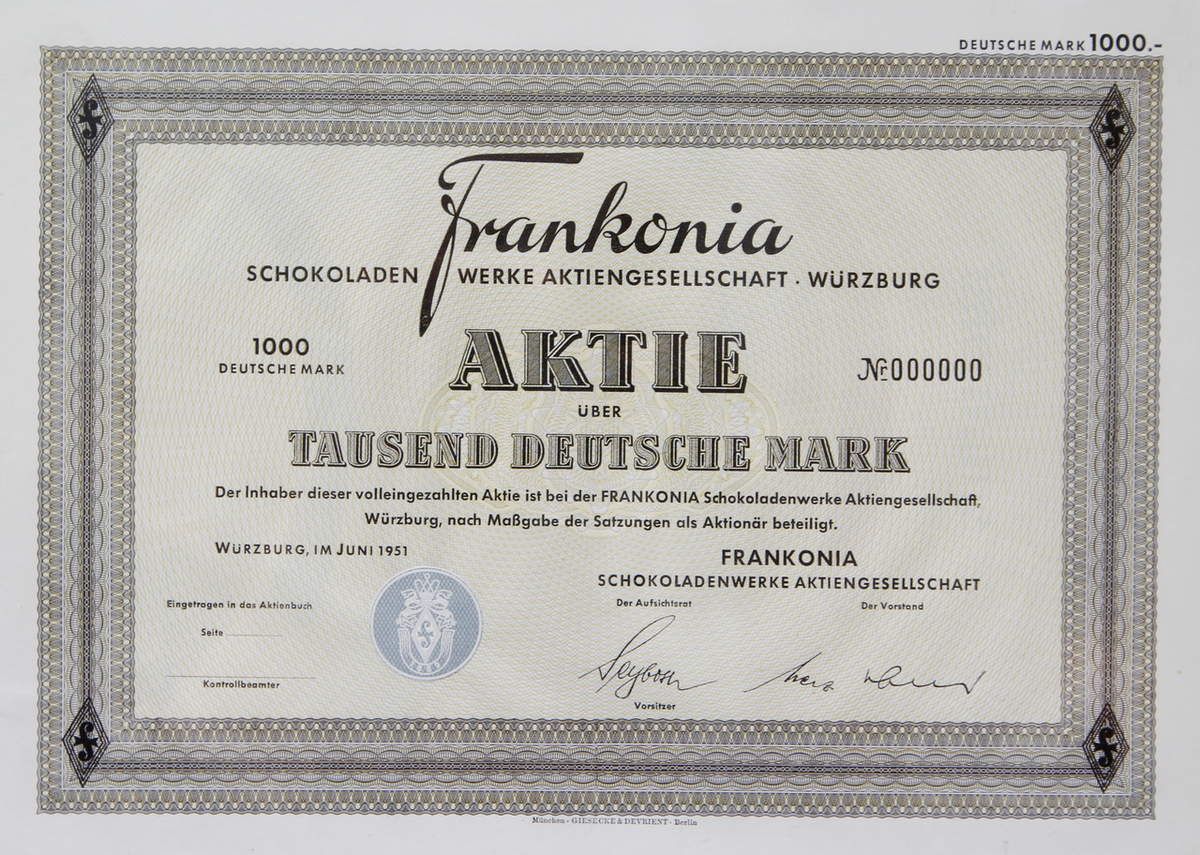 DEUTSCHE MARK 1000.-
Frankonia
SCHOKOLADEN WERKE AKTIENGESELLSCHAFT · WÜRZBURG
1000
DEUTSCHE MARK
AKTIE
№ 000000
ÜBER
TAUSEND DEUTSCHE MARK
Der Inhaber dieser volleingezahlten Aktie ist bei der FRANKONIA Schokoladenwerke Aktiengesellschaft,
Würzburg, nach Maßgabe der Satzungen als Aktionär beteiligt.
WÜRZBURG, IM JUNI 1951
FRANKONIA
SCHOKOLADENWERKE AKTIENGESELLSCHAFT
Eingetragen in das Aktienbuch
Der Aufsichtsrat
Der Vorstand
Seite
Kontrollbeamter
Vorsitzer
München - GIESECKE & DEVRIENT - Berlin